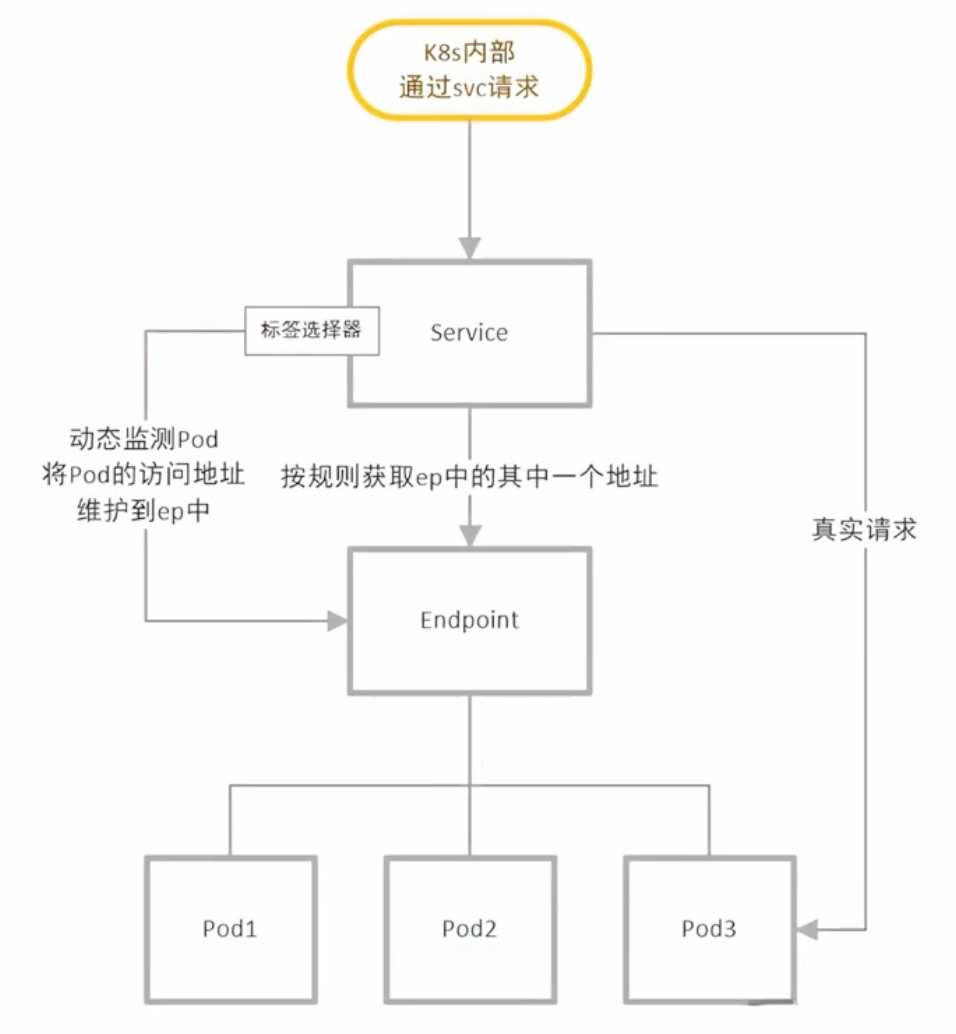 K8s内部
通过svc请求
标签选择器
Service
动态监测Pod
将Pod的访问地址
维护到ep中
按规则获取ep中的其中一个地址
真实请求
Endpoint
Pod1
Pod2
Pod3